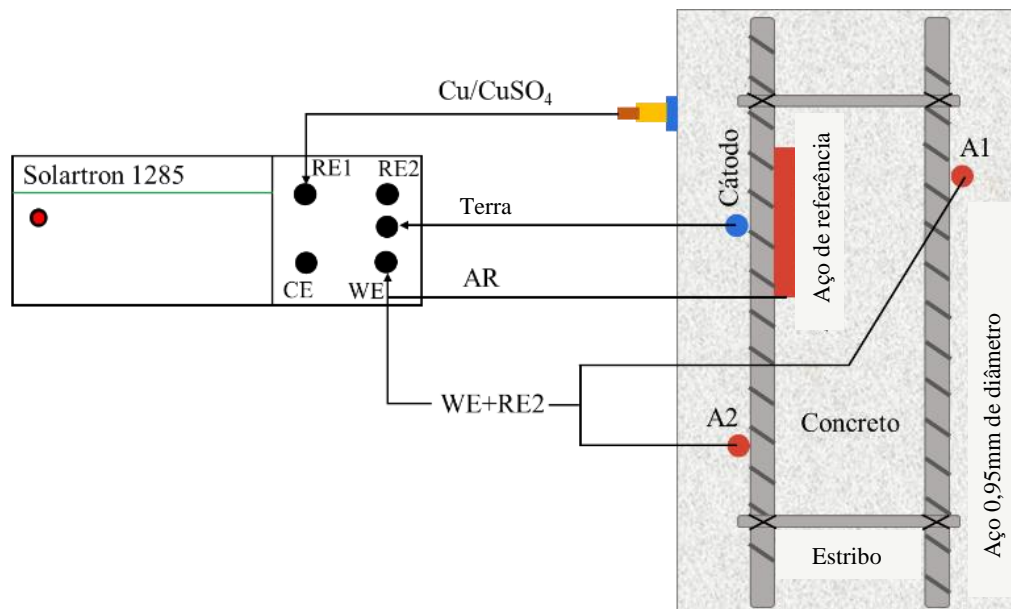 Cu/CuSO₄
Solartron 1285
RE1
RE2
Terra
CE
WE
AR
WE+RE2
Cátodo
Aço de referência
A1
A2
Concreto
Aço 0,95mm de diâmetro
Estribo